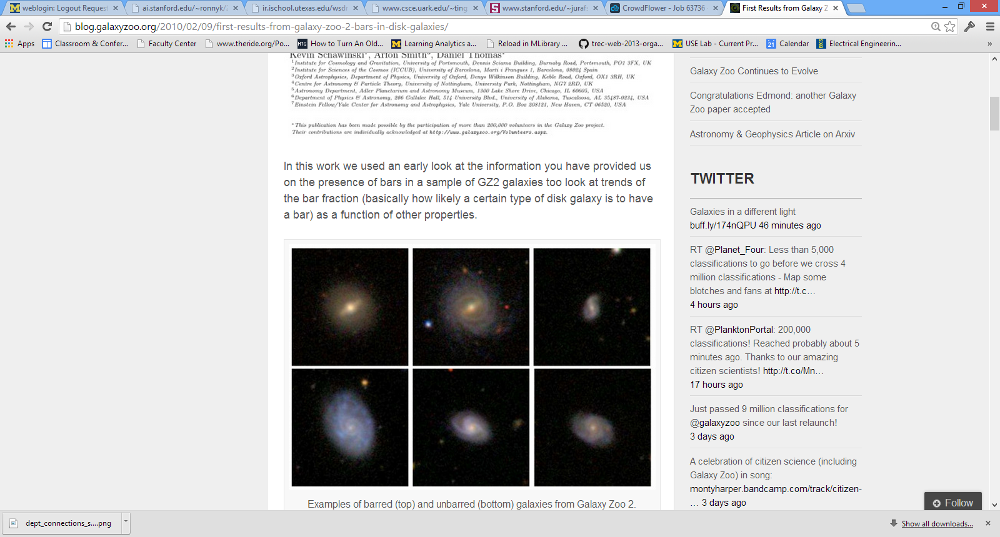 weblogin: Logout Request
ai.stanford.edu/~ronnyk/
ir.ischool.utexas.edu/wsdm
www.csce.uark.edu/~ting
www.stanford.edu/~jurafs
CrowdFlower - Job 63736
First Results from Galaxy Z
blog.galaxyzoo.org/2010/02/09/first-results-from-galaxy-zoo-2-bars-in-disk-galaxies/
Apps
Classroom & Confer...
Faculty Center
www.theride.org/Po...
HTG How to Turn An Old...
Learning Analytics a...
Reload in MLibrary ...
trec-web-2013-orga...
USE Lab - Current Pr...
21 Calendar
EECS Electrical Engineerin...
»
Kevin Schawinski⁷, Arfon Smith³, Daniel Thomas¹
¹Institute for Cosmology and Gravitation, University of Portsmouth, Dennis Sciama Building, Burnaby Road, Portsmouth, PO1 3FX, UK
²Institute for Sciences of the Cosmos (ICCUB), University of Barcelona, Marti i Franques 1, Barcelona, 08024 Spain
³Oxford Astrophysics, Department of Physics, University of Oxford, Denys Wilkinson Building, Keble Road, Oxford, OX1 3RH, UK
⁴Centre for Astronomy & Particle Theory, University of Nottingham, University Park, Nottingham, NG7 2RD, UK
⁵Astronomy Department, Adler Planetarium and Astronomy Museum, 1300 Lake Shore Drive, Chicago, IL 60605, USA
⁶Department of Physics & Astronomy, 206 Gallalee Hall, 514 University Blvd., University of Alabama, Tuscaloosa, AL 35487-0234, USA
⁷Einstein Fellow/Yale Center for Astronomy and Astrophysics, Yale University, P.O. Box 208121, New Haven, CT 06520, USA
*This publication has been made possible by the participation of more than 200,000 volunteers in the Galaxy Zoo project.
Their contributions are individually acknowledged at http://www.galaxyzoo.org/Volunteers.aspx.
In this work we used an early look at the information you have provided us
on the presence of bars in a sample of GZ2 galaxies too look at trends of
the bar fraction (basically how likely a certain type of disk galaxy is to have
a bar) as a function of other properties.
Examples of barred (top) and unbarred (bottom) galaxies from Galaxy Zoo 2.
Galaxy Zoo Continues to Evolve
Congratulations Edmond: another Galaxy
Zoo paper accepted
Astronomy & Geophysics Article on Arxiv
TWITTER
Galaxies in a different light
buff.ly/174nQPU 46 minutes ago
RT @Planet_Four: Less than 5,000
classifications to go before we cross 4
million classifications - Map some
blotches and fans at http://t.c…
4 hours ago
RT @PlanktonPortal: 200,000
classifications! Reached probably about 5
minutes ago. Thanks to our amazing
citizen scientists! http://t.co/Mn…
17 hours ago
Just passed 9 million classifications for
@galaxyzoo since our last relaunch!
3 days ago
A celebration of citizen science (including
Galaxy Zoo) in song:
montyharper.bandcamp.com/track/citizen-
… 3 days ago
Follow
dept_connections_s....png
Show all downloads...